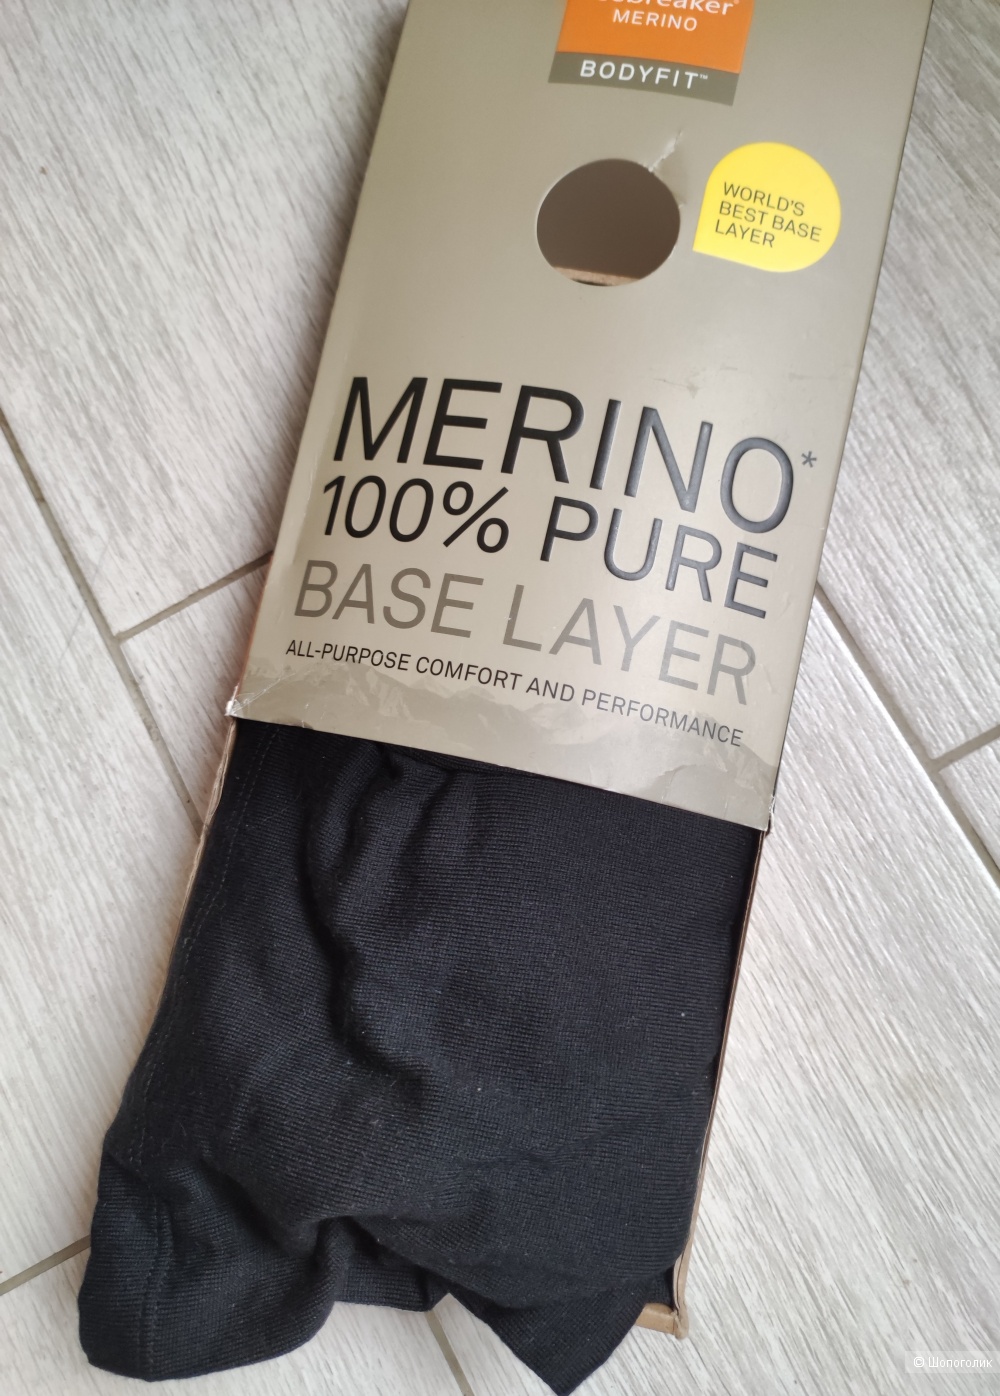 MERINO
BODYFIT™
WORLD'S
BEST BASE
LAYER
MERINO*
100% PURE
BASE LAYER
ALL-PURPOSE COMFORT AND PERFORMANCE
© Шопоголик